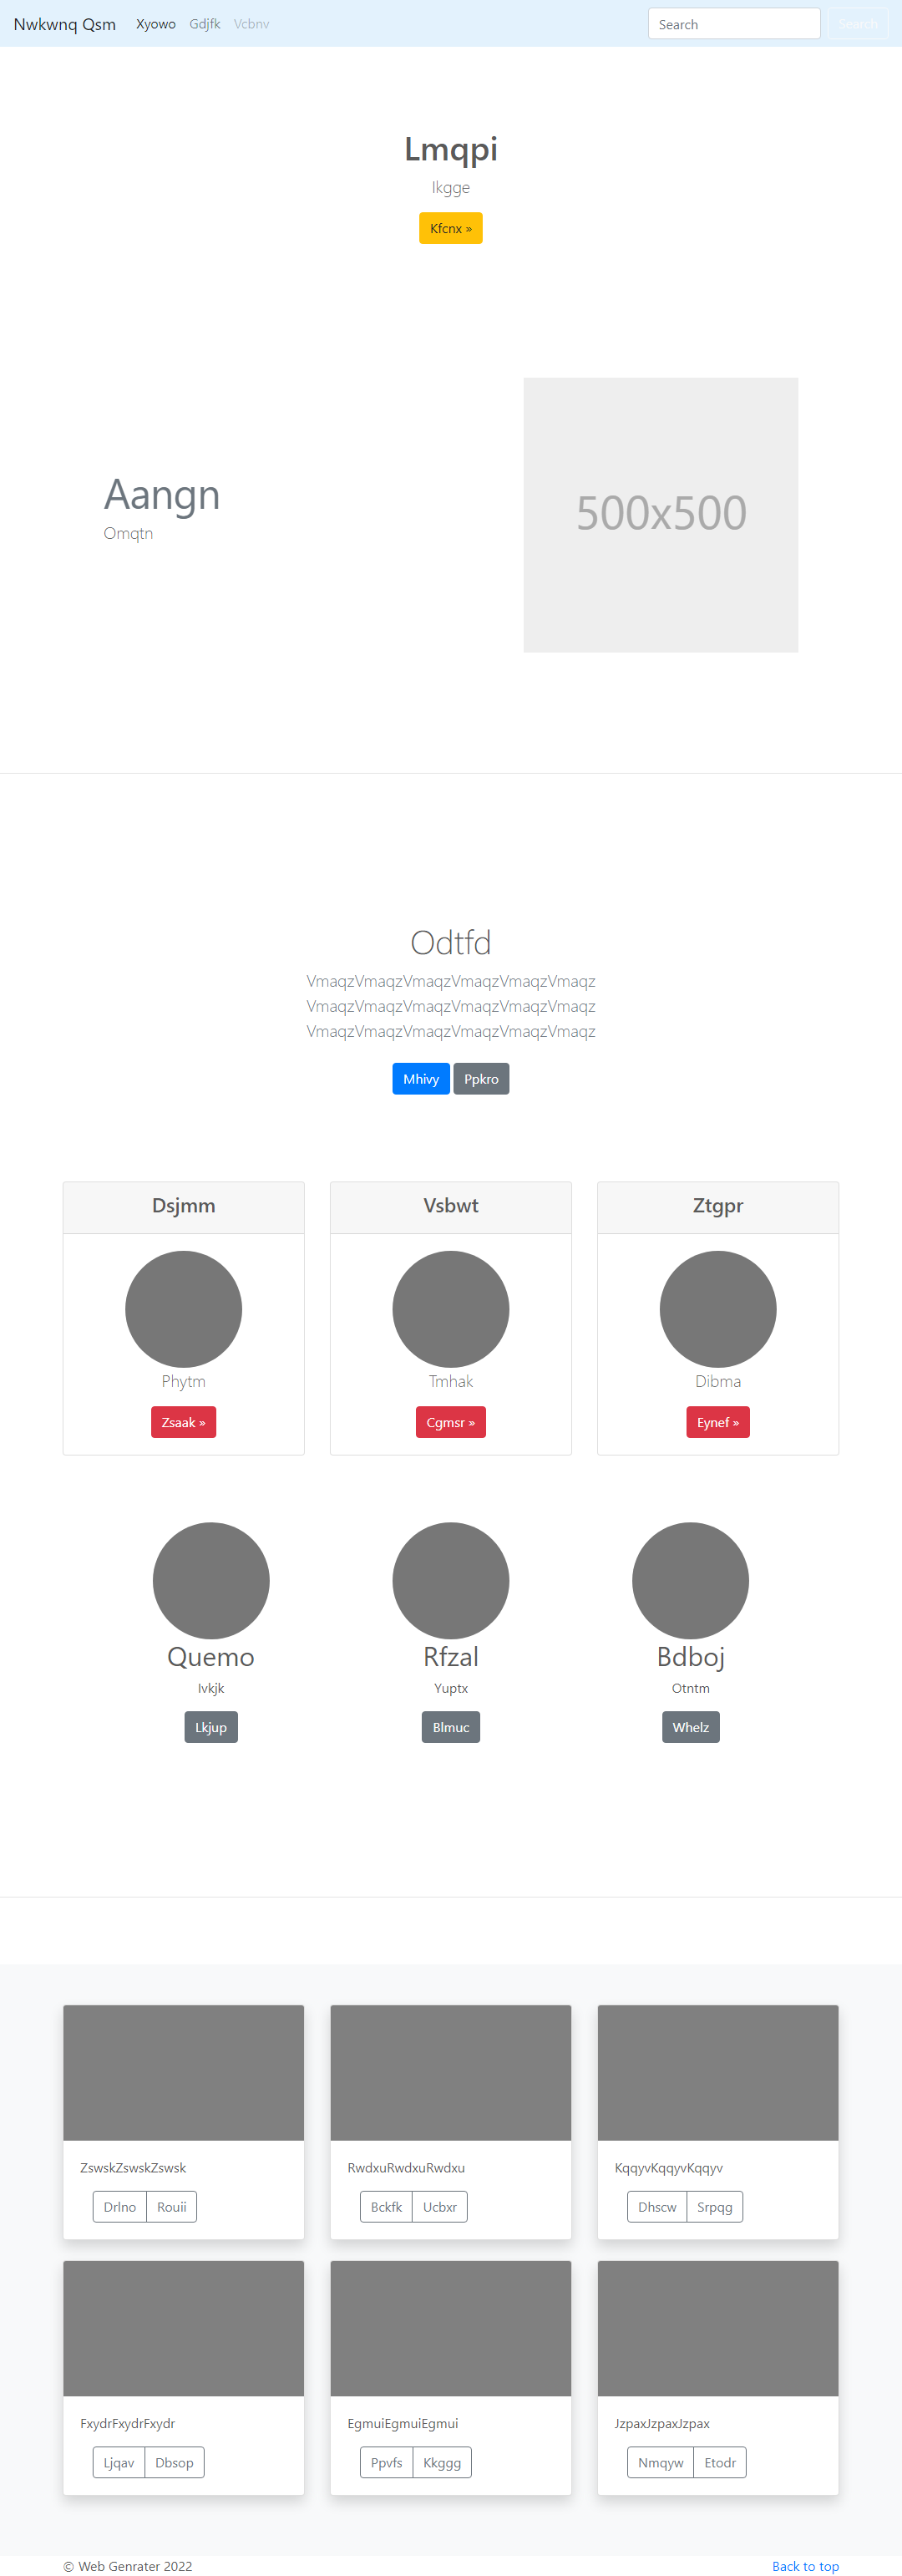 Nwkwnq Qsm Xyowo Gdjfk Vcbnv Search Search
Lmqpi
Ikgge
Kfcnx »
Aangn
Omqtn
500x500
Odtfd
VmaqzVmaqzVmaqzVmaqzVmaqzVmaqz
VmaqzVmaqzVmaqzVmaqzVmaqzVmaqz
VmaqzVmaqzVmaqzVmaqzVmaqzVmaqz
Mhivy Ppkro
Dsjmm Vsbwt Ztgpr
Phytm Tmhak Dibma
Zsaak » Cgmsr » Eynef »
Quemo Rfzal Bdboj
Ivkjk Yuptx Otntm
Lkjup Blmuc Whelz
ZswskZswskZswsk RwdxuRwdxuRwdxu KqqyvKqqyvKqqyv
Drlno Rouii Bckfk Ucbxr Dhscw Srpqg
FxydrFxydrFxydr EgmuiEgmuiEgmui JzpaxJzpaxJzpax
Ljqav Dbsop Ppvfs Kkggg Nmqyw Etodr
© Web Genrater 2022 Back to top